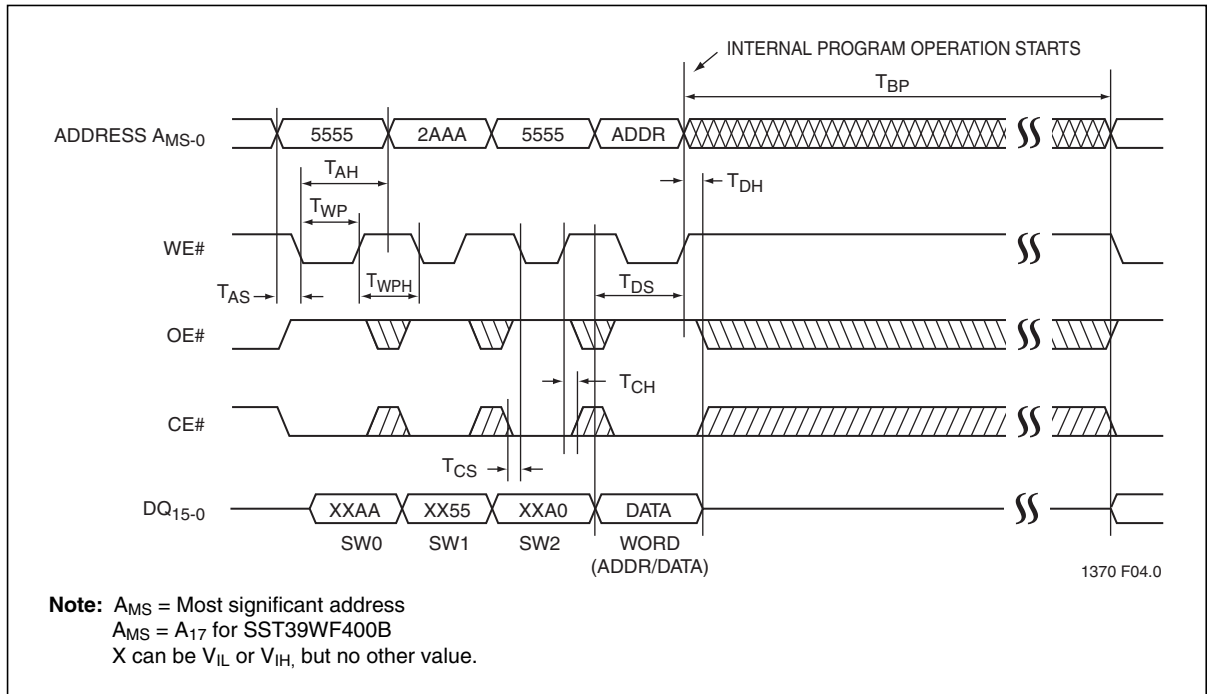 INTERNAL PROGRAM OPERATION STARTS
TBP
ADDRESS AMS-0
5555
2AAA
5555
ADDR
TAH
TDH
TWP
WE#
TWPH
TDS
TAS
OE#
TCH
CE#
TCS
DQ15-0
XXAA
XX55
XXA0
DATA
SW0
SW1
SW2
WORD
(ADDR/DATA)
1370 F04.0
Note: AMS = Most significant address
AMS = A17 for SST39WF400B
X can be VIL or VIH, but no other value.